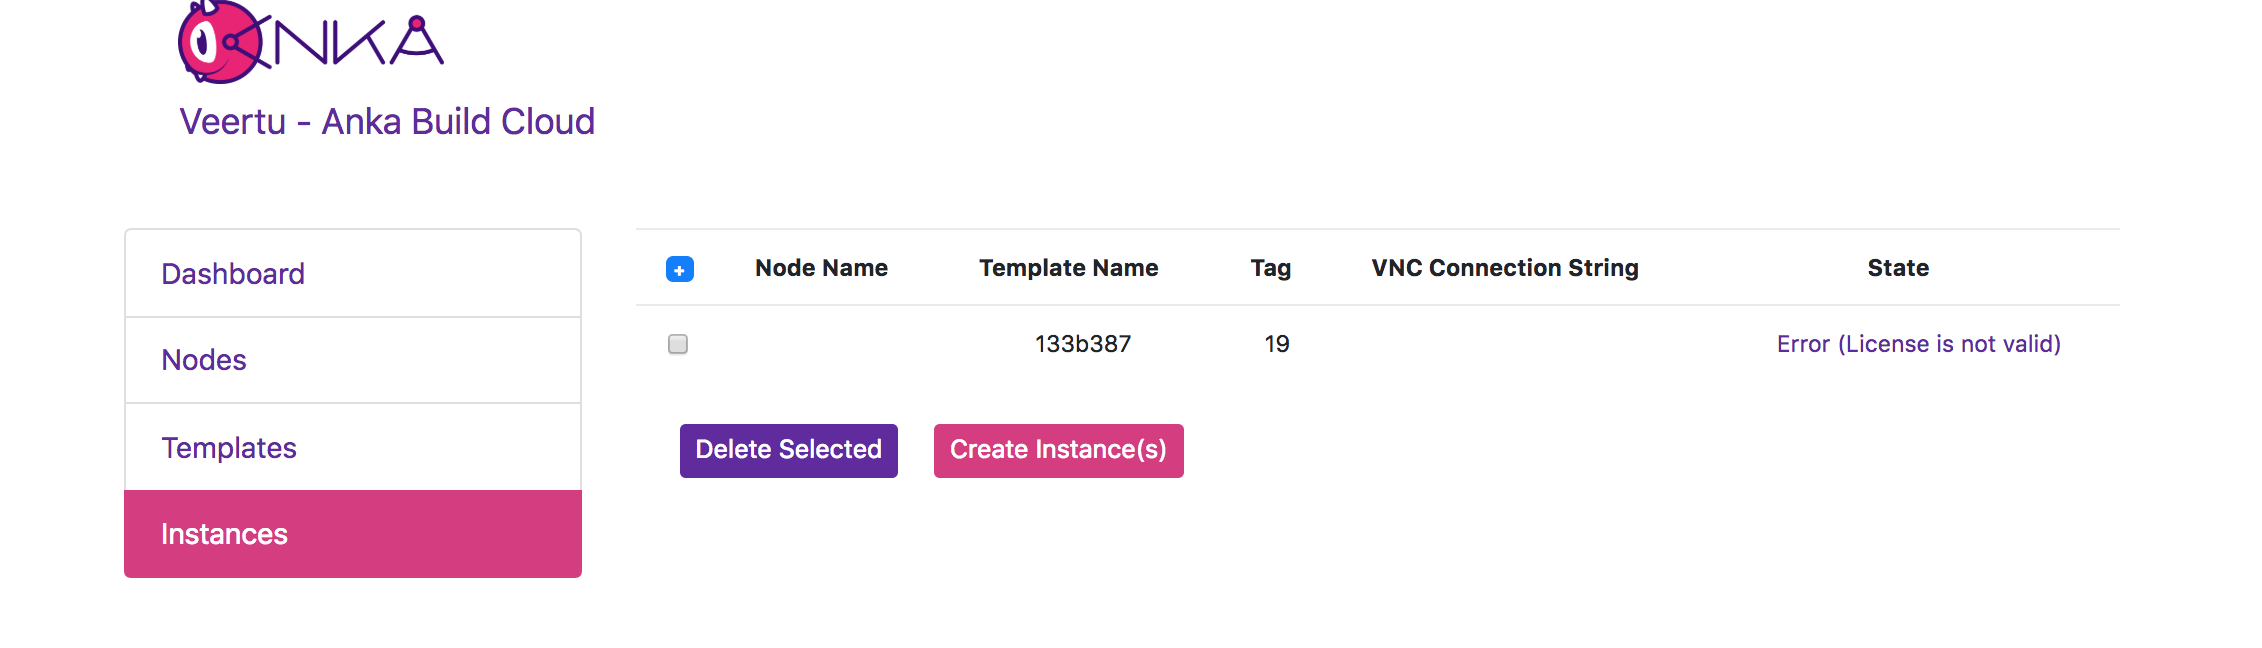 ANKA
Veertu - Anka Build Cloud
Dashboard
Nodes
Templates
Instances
Node Name Template Name Tag VNC Connection String State
133b387 19 Error (License is not valid)
Delete Selected Create Instance(s)